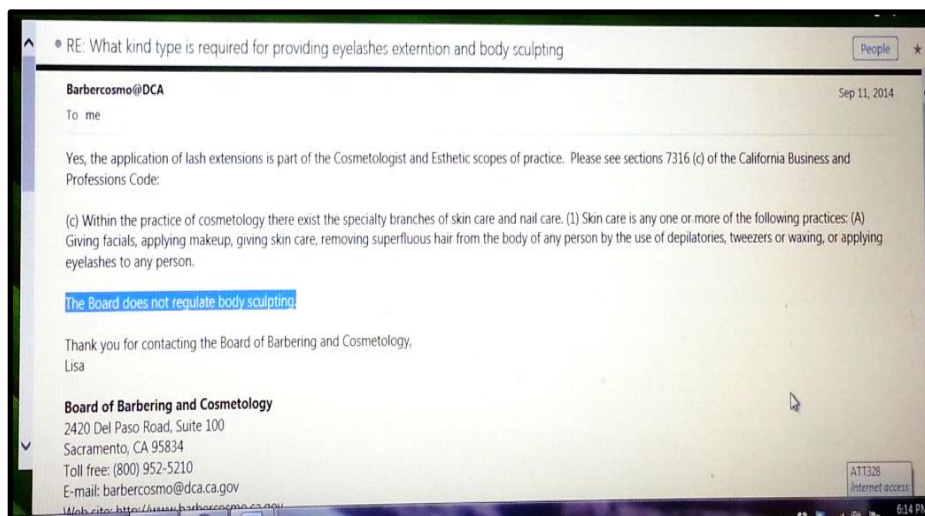 RE: What kind type is required for providing eyelashes externtion and body sculpting
People
Barbercosmo@DCA
Sep 11, 2014
To me
Yes, the application of lash extensions is part of the Cosmetologist and Esthetic scopes of practice. Please see sections 7316 (c) of the California Business and
Professions Code:
(c) Within the practice of cosmetology there exist the specialty branches of skin care and nail care. (1) Skin care is any one or more of the following practices: (A)
Giving facials, applying makeup, giving skin care, removing superfluous hair from the body of any person by the use of depilatories, tweezers or waxing, or applying
eyelashes to any person.
The Board does not regulate body sculpting.
Thank you for contacting the Board of Barbering and Cosmetology,
Lisa
Board of Barbering and Cosmetology
2420 Del Paso Road, Suite 100
Sacramento, CA 95834
Toll free: (800) 952-5210
E-mail: barbercosmo@dca.ca.gov
Web site: http://www.barbercosmo.ca.gov
ATT328
Internet access
6:14 PM